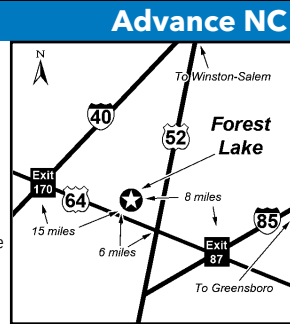 Advance NC
N
To Winston-Salem
40
52
Forest
Lake
Exit
170
64
8 miles
15 miles
85
e
6 miles
Exit
87
To Greensboro